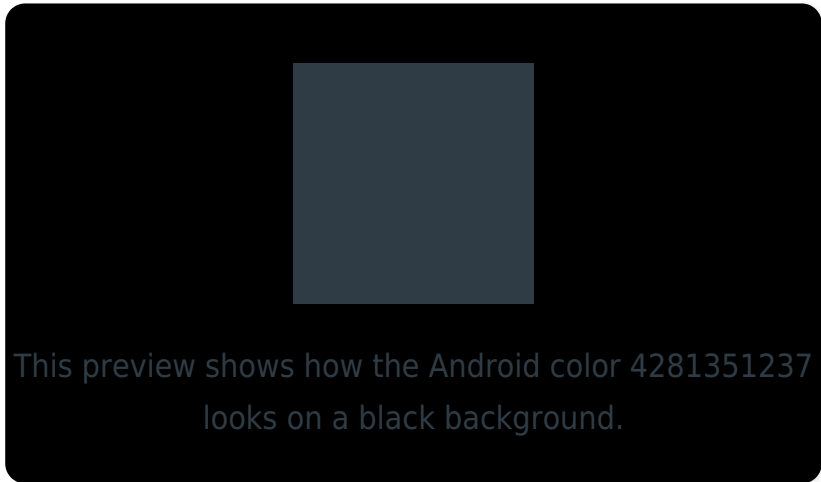 This preview shows how the Android color 4281351237
looks on a black background.